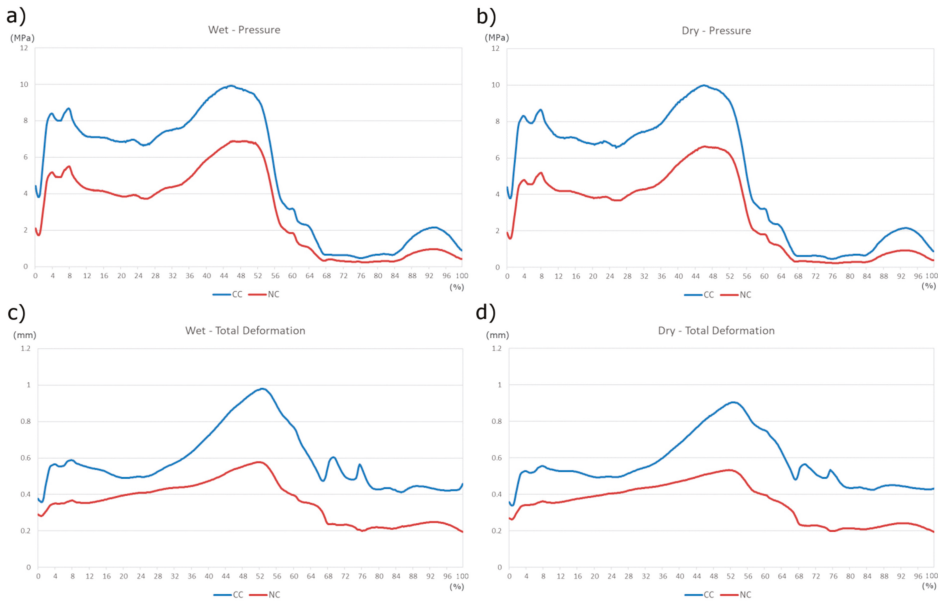 a)
Wet - Pressure
(MPa)
12
10
8
6
4
2
0
0 4 8 12 16 20 24 28 32 36 40 44 48 52 56 60 64 68 72 76 80 84 88 92 96 100
(%)
CC NC
b)
Dry - Pressure
(MPa)
12
10
8
6
4
2
0
0 4 8 12 16 20 24 28 32 36 40 44 48 52 56 60 64 68 72 76 80 84 88 92 96 100
(%)
CC NC
c)
Wet - Total Deformation
(mm)
1.2
1
0.8
0.6
0.4
0.2
0
0 4 8 12 16 20 24 28 32 36 40 44 48 52 56 60 64 68 72 76 80 84 88 92 96 100
(%)
CC NC
d)
Dry - Total Deformation
(mm)
1.2
1
0.8
0.6
0.4
0.2
0
0 4 8 12 16 20 24 28 32 36 40 44 48 52 56 60 64 68 72 76 80 84 88 92 96 100
(%)
CC NC